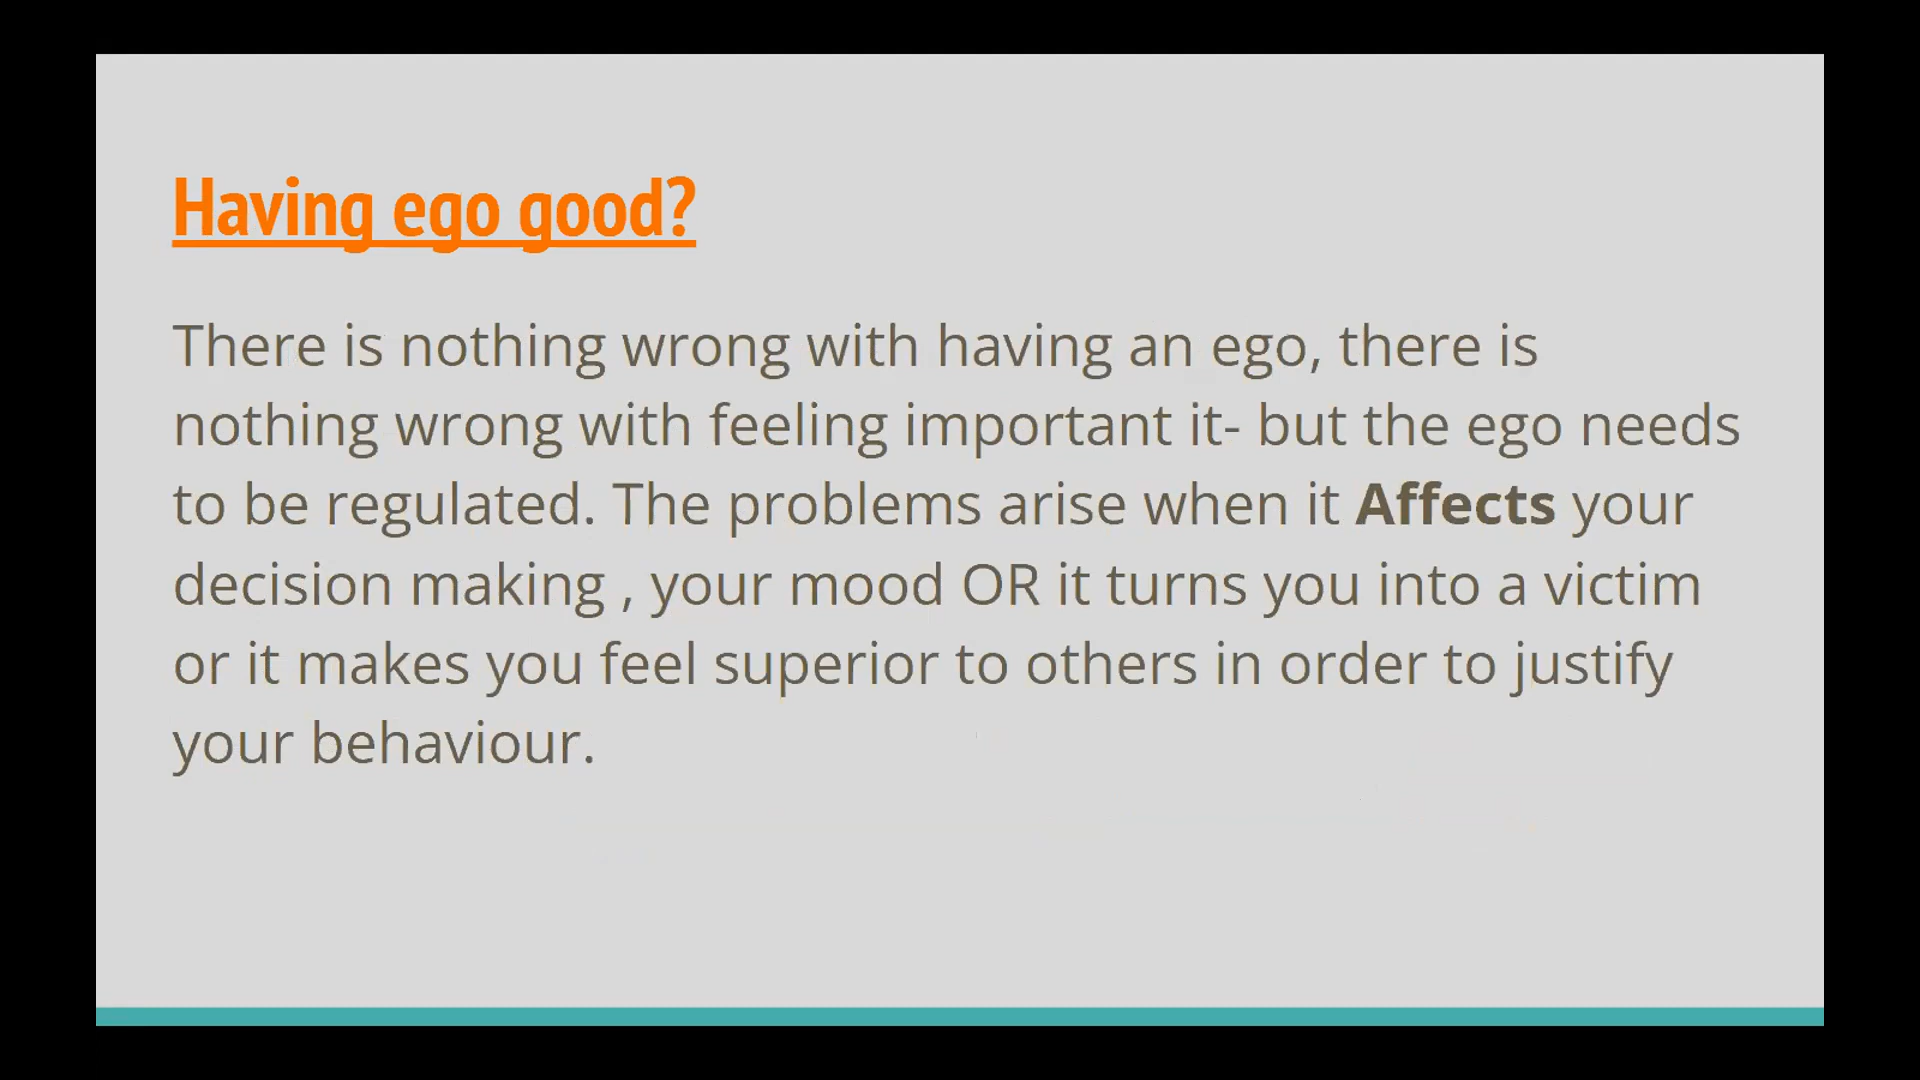 Having ego good?
There is nothing wrong with having an ego, there is
nothing wrong with feeling important it- but the ego needs
to be regulated. The problems arise when it Affects your
decision making , your mood OR it turns you into a victim
or it makes you feel superior to others in order to justify
your behaviour.